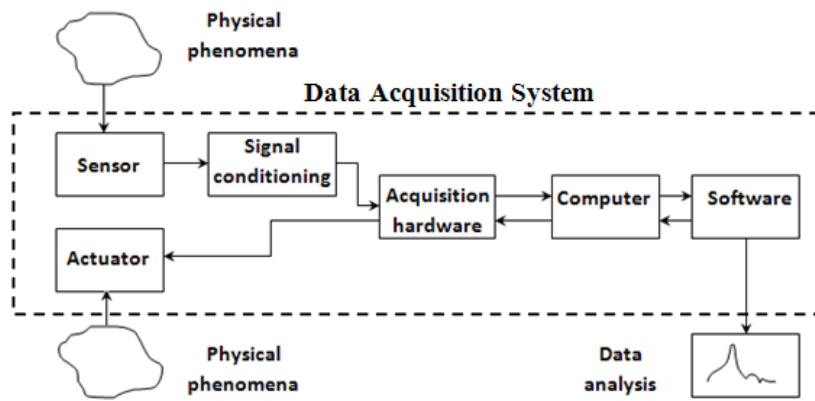 Physical
phenomena
Data Acquisition System
Sensor
Signal
conditioning
Acquisition
hardware
Computer
Software
Actuator
Physical
phenomena
Data
analysis